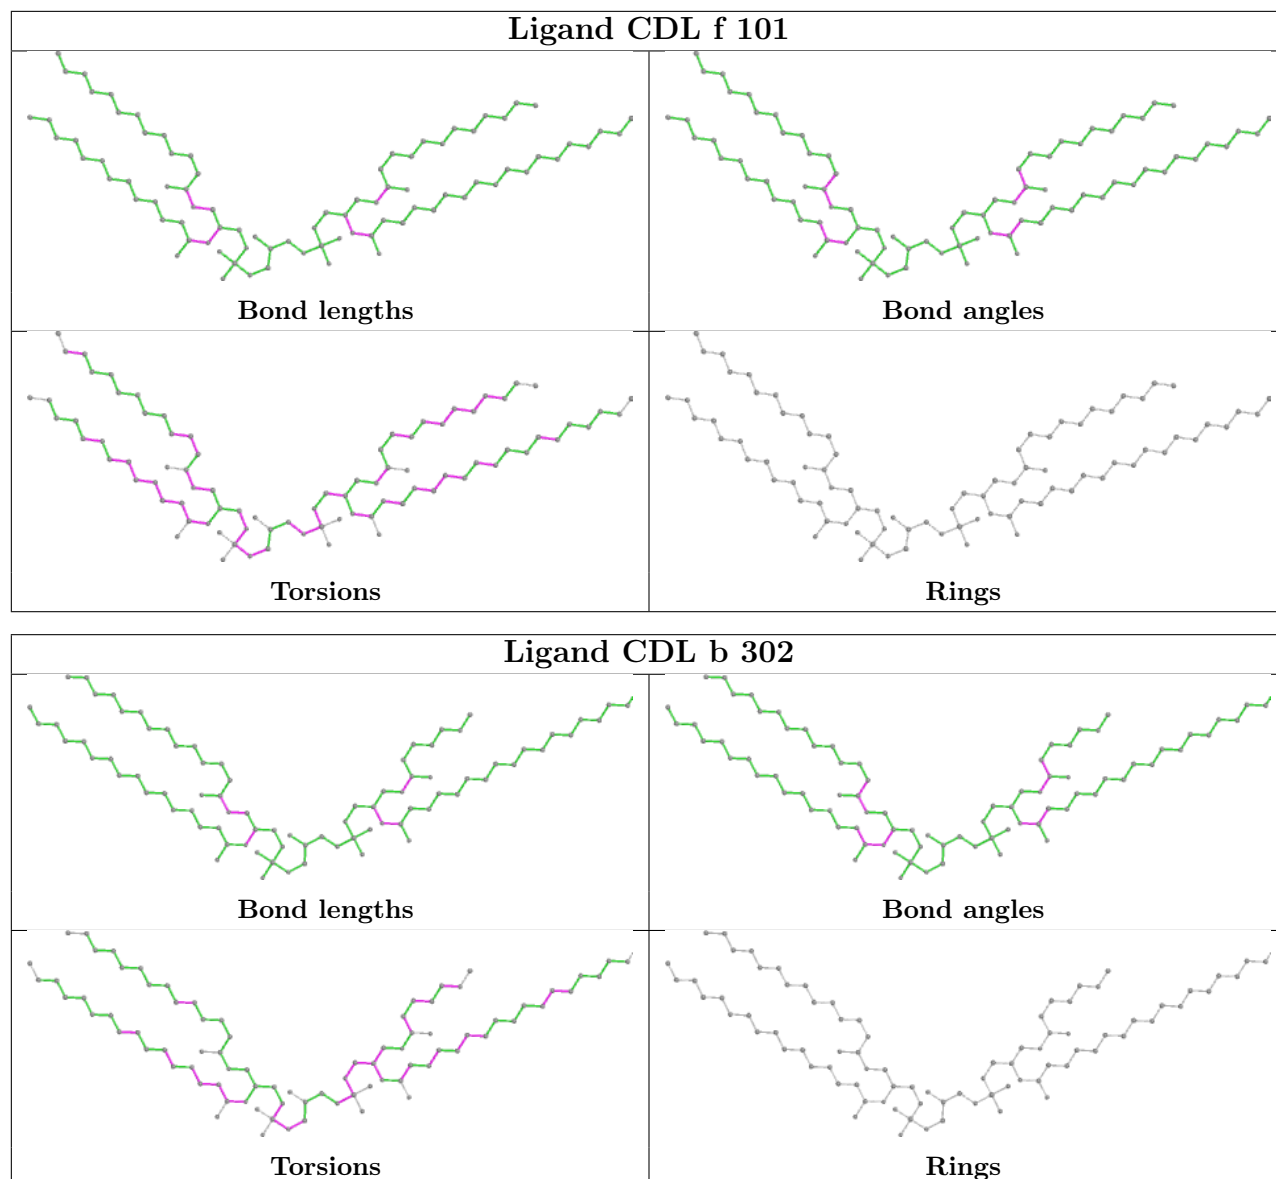 Ligand CDL f 101
Bond lengths
Bond angles
Torsions
Rings
Ligand CDL b 302
Bond lengths
Bond angles
Torsions
Rings